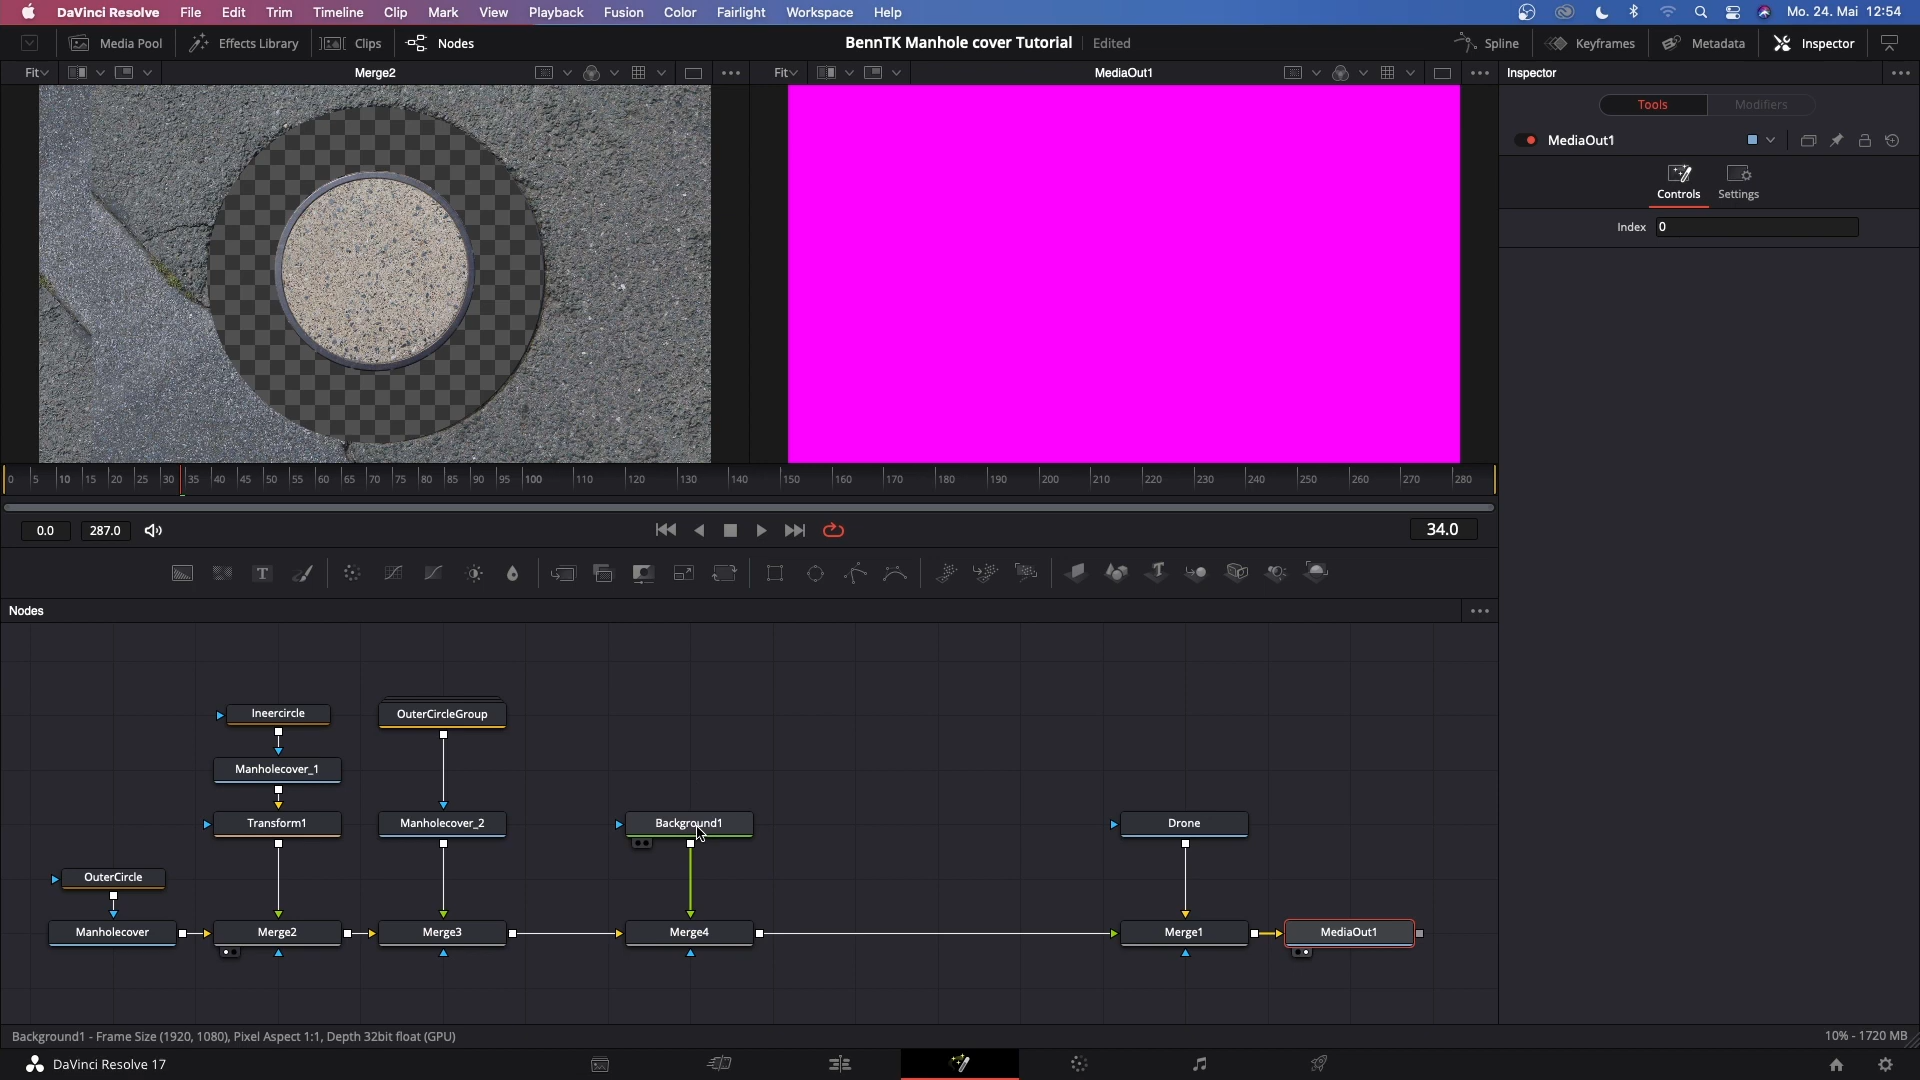 DaVinci Resolve File Edit Trim Timeline Clip Mark View Playback Fusion Color Fairlight Workspace Help Mo. 24. Mai 12:54
Media Pool Effects Library Clips Nodes BennTK Manhole cover Tutorial Edited Spline Keyframes Metadata Inspector
Fit Merge2 Fit MediaOut1 Inspector
Tools Modifiers
MediaOut1
Controls Settings
Index 0
0 5 10 15 20 25 30 35 40 45 50 55 60 65 70 75 80 85 90 95 100 110 120 130 140 150 160 170 180 190 200 210 220 230 240 250 260 270 280
0.0 287.0 34.0
T T
Nodes
Ineercircle OuterCircleGroup
Manholecover_1
Transform1 Manholecover_2 Background1 Drone
OuterCircle
Manholecover Merge2 Merge3 Merge4 Merge1 MediaOut1
Background1 - Frame Size (1920, 1080), Pixel Aspect 1:1, Depth 32bit float (GPU) 10% - 1720 MB
DaVinci Resolve 17